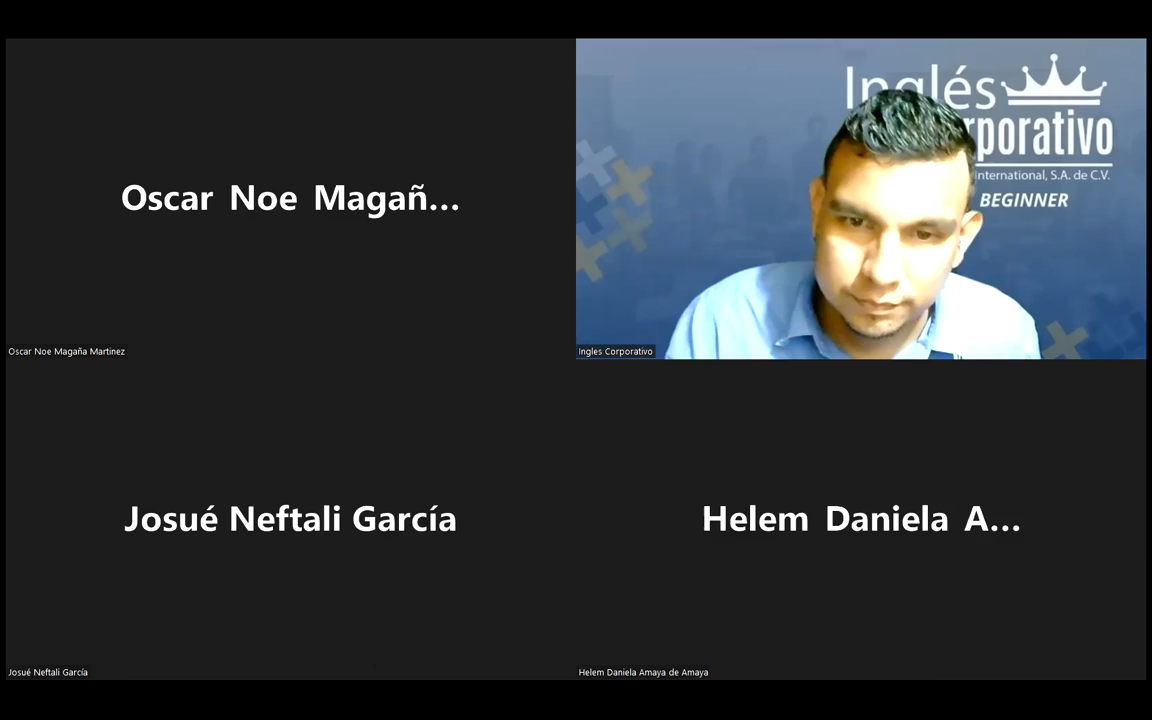 Oscar Noe Magañ...
Oscar Noe Magaña Martinez
Inglés
rporativo
International, S.A. de C.V.
BEGINNER
Ingles Corporativo
Josué Neftali García
Josué Neftali García
Helem Daniela A...
Helem Daniela Amaya de Amaya